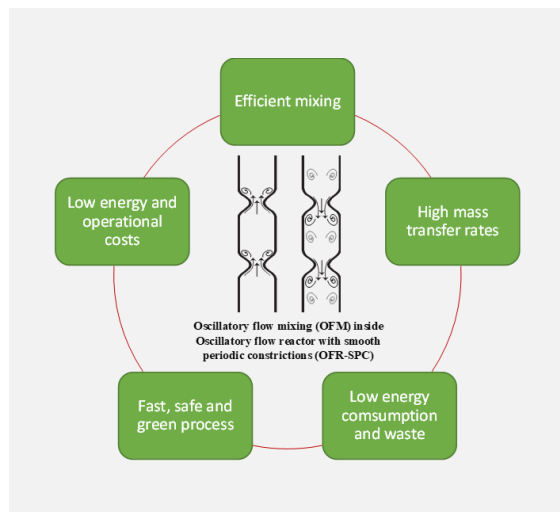 Efficient mixing
Low energy and
operational
costs
High mass
transfer rates
Oscillatory flow mixing (OFM) inside
Oscillatory flow reactor with smooth
periodic constrictions (OFR-SPC)
Fast, safe and
green process
Low energy
comsumption
and waste